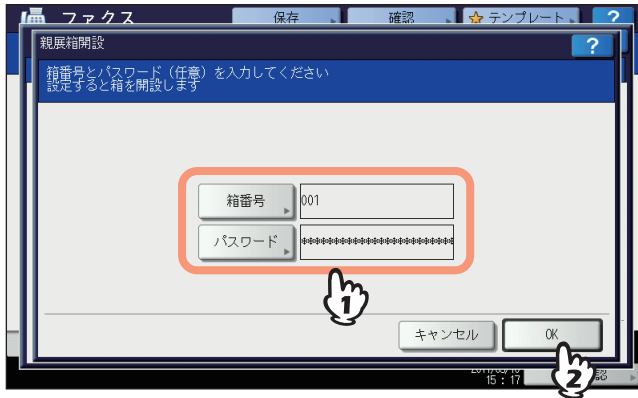 ファクス
保存
確認
テンプレート
?
親展箱開設
?
箱番号とパスワード（任意）を入力してください
設定すると箱を開設します
箱番号
001
パスワード
1
キャンセル
OK
15 : 17
2